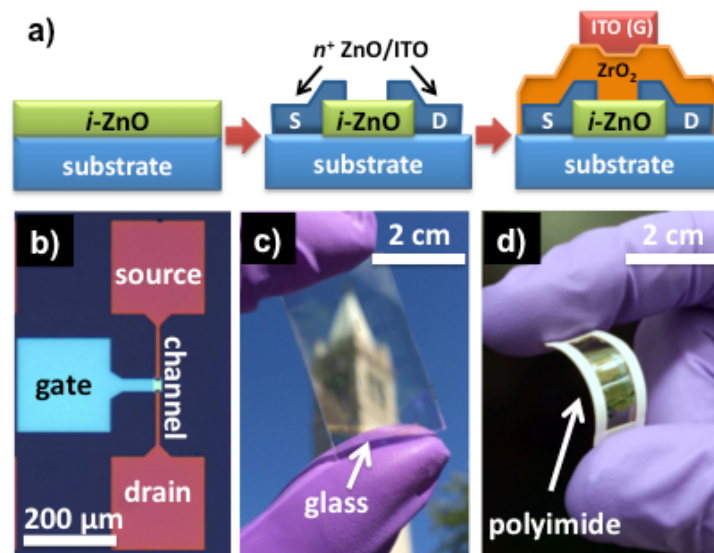 a)
n⁺ ZnO/ITO
ITO (G)
ZrO₂
i-ZnO
S i-ZnO D
S i-ZnO D
substrate
substrate
substrate
b)
source
gate
channel
drain
200 μm
c)
2 cm
glass
d)
2 cm
polyimide